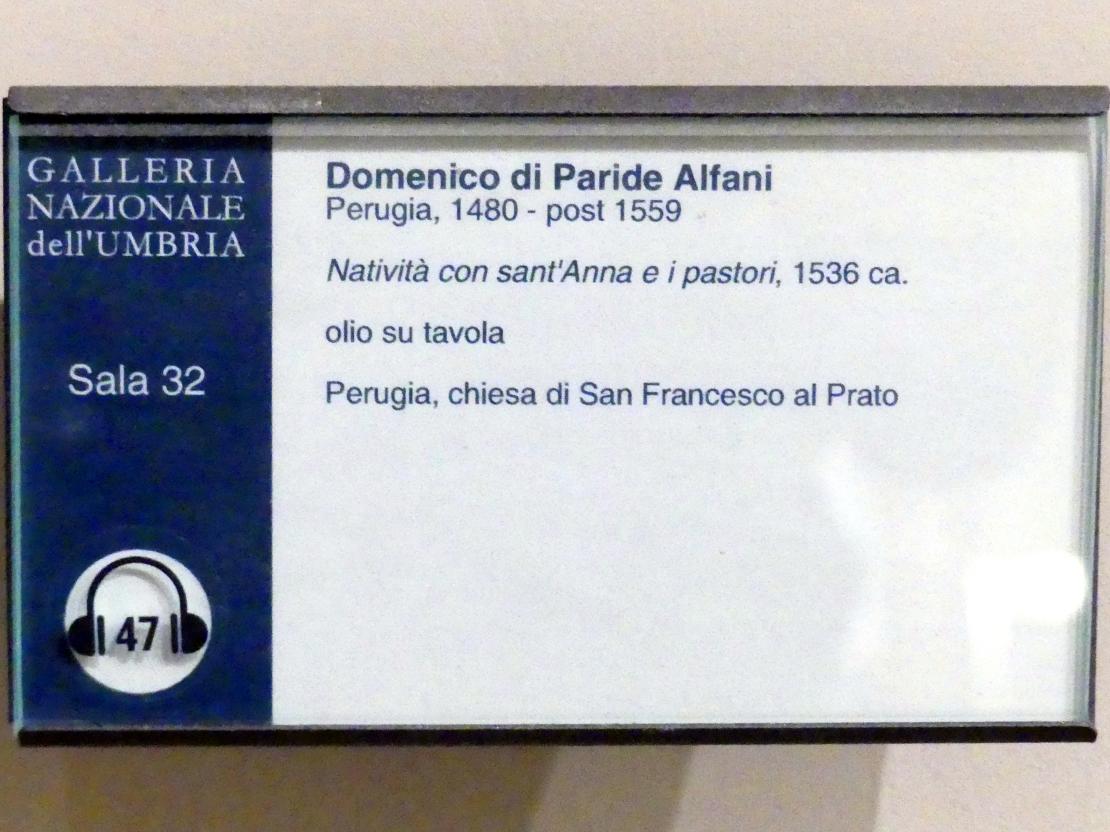 GALLERIA
NAZIONALE
dell'UMBRIA
Sala 32
47
Domenico di Paride Alfani
Perugia, 1480 - post 1559
Natività con sant'Anna e i pastori, 1536 ca.
olio su tavola
Perugia, chiesa di San Francesco al Prato